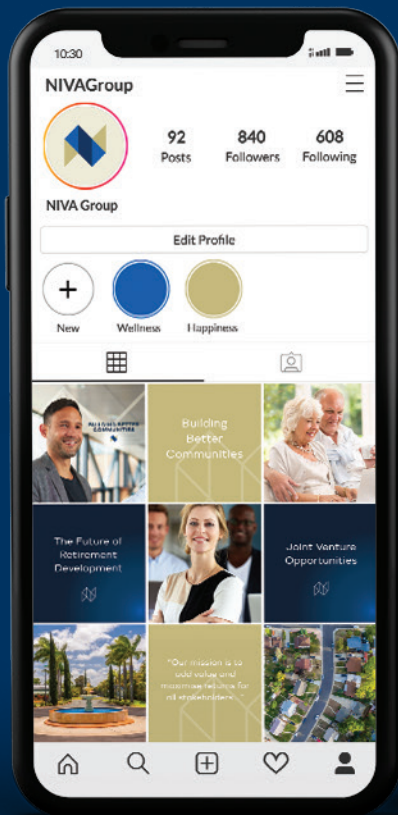 10:30
NIVAGroup
92
840
608
Posts
Followers
Following
NIVA Group
Edit Profile
New
Wellness
Happiness
BETTER
COMMUNITIES
Building
Better
Communities
The Future of
Retirement
Development
Joint Venture
Opportunities
"Our mission is to
add value and
maximise returns for
all stakeholders'..."